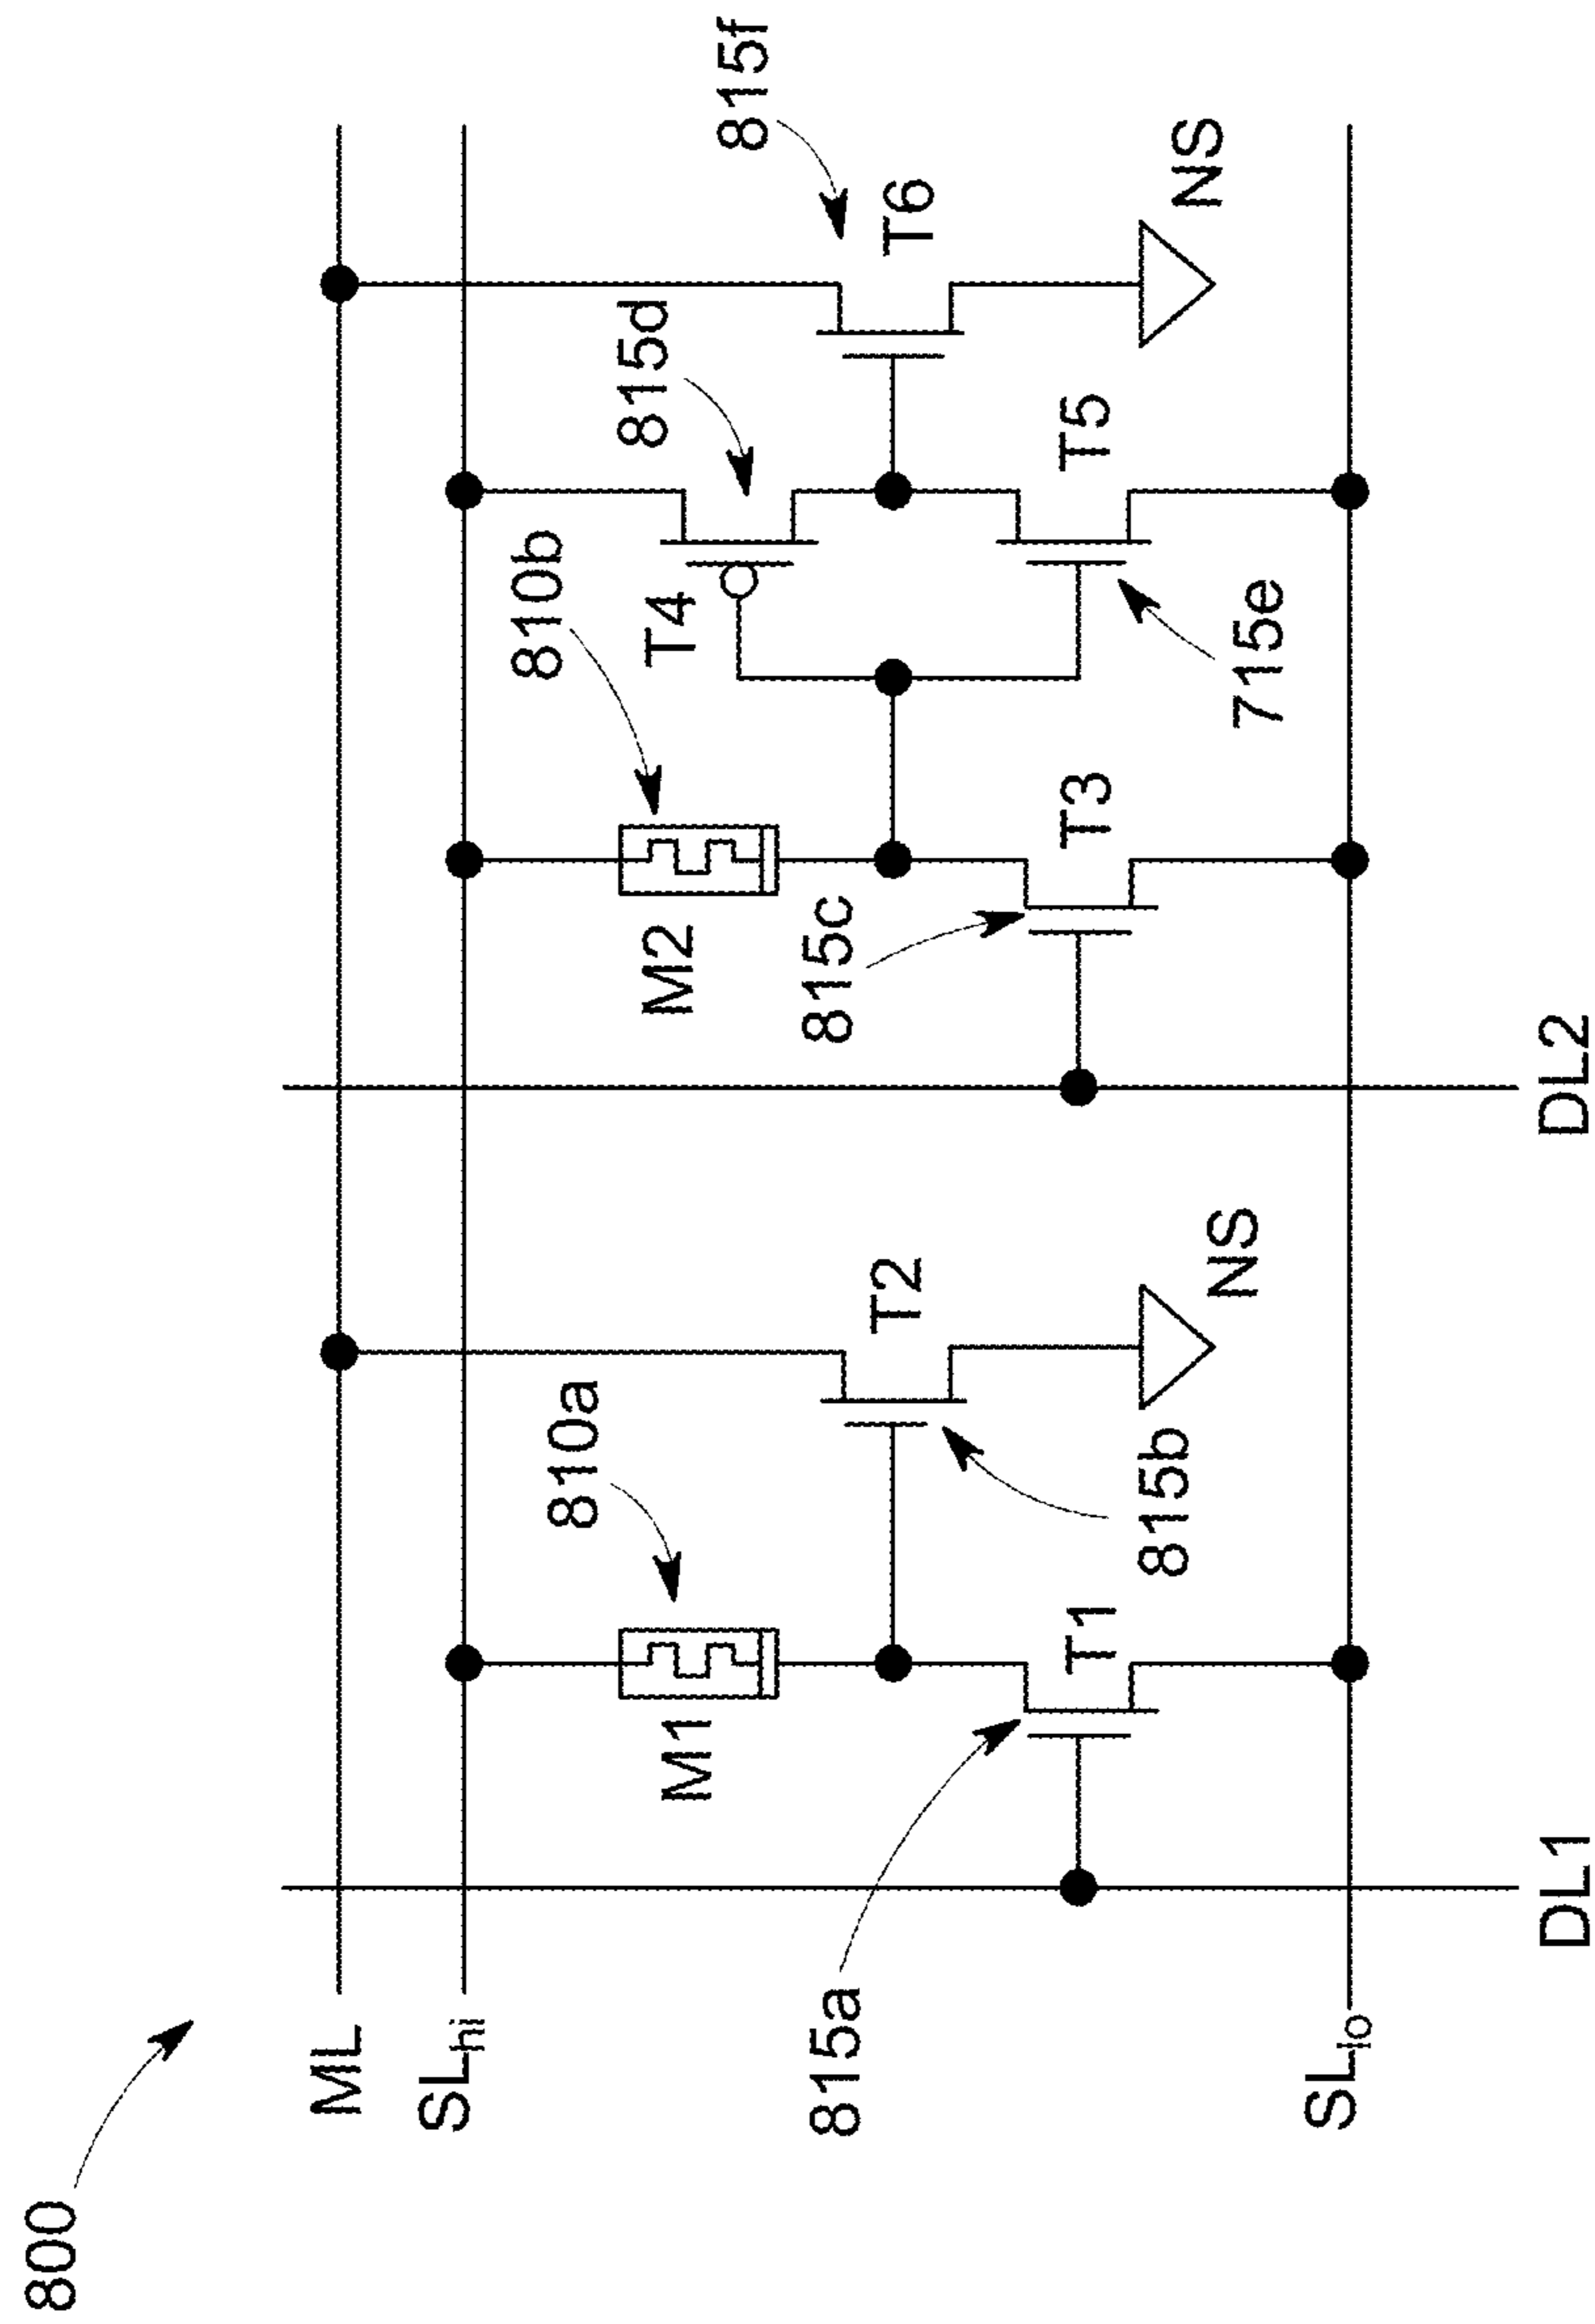 800
ML
SLhi
SLlo
DL1
DL2
815a
M1
810a
T1
815b
T2
NS
815c
M2
810b
T3
T4
815d
715e
T5
815f
T6
NS